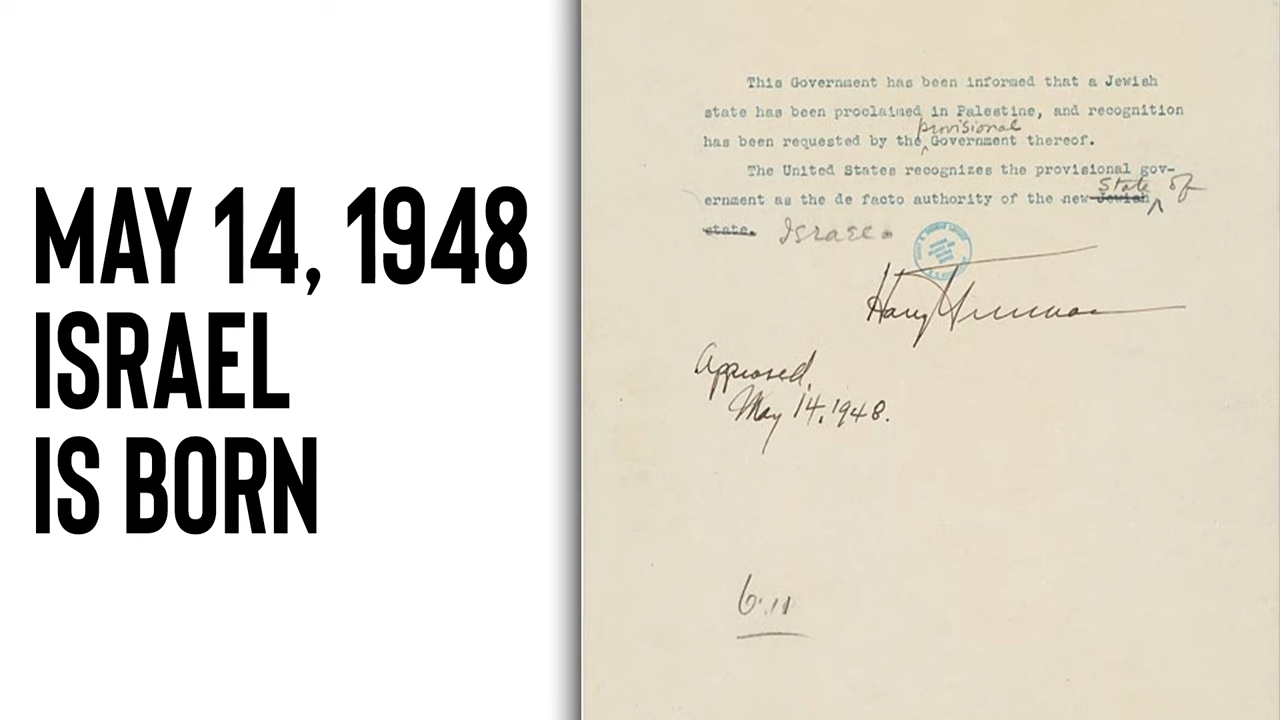 MAY 14, 1948
ISRAEL
IS BORN
This Government has been informed that a Jewish
state has been proclaimed in Palestine, and recognition
provisional
has been requested by the Government thereof.
The United States recognizes the provisional gov-
State of
ernment as the de facto authority of the new Jewish
state. Israel.
Harry Truman
Approved,
May 14, 1948.
6.11